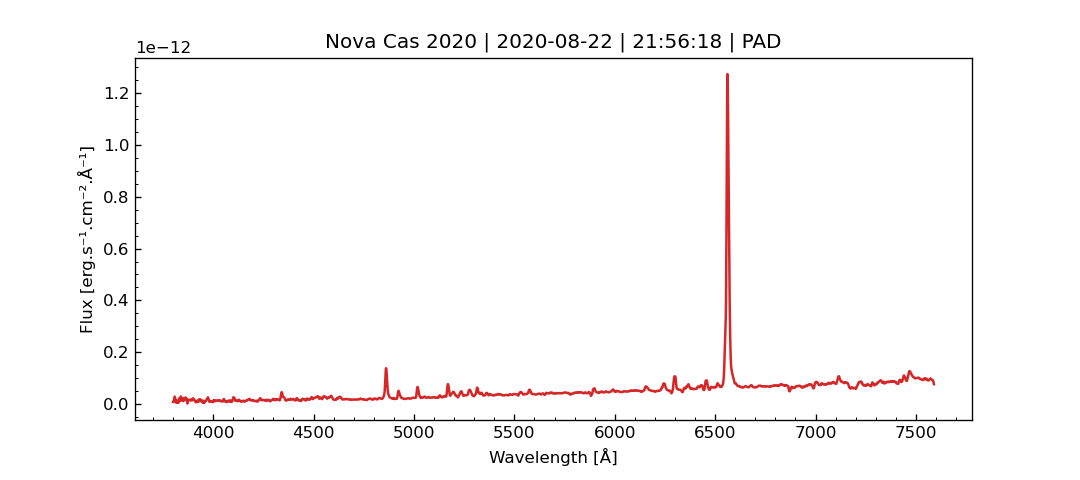 Nova Cas 2020 | 2020-08-22 | 21:56:18 | PAD
1e−12
1.2
1.0
0.8
0.6
0.4
0.2
0.0
Flux [erg.s⁻¹.cm⁻².Å⁻¹]
4000 4500 5000 5500 6000 6500 7000 7500
Wavelength [Å]